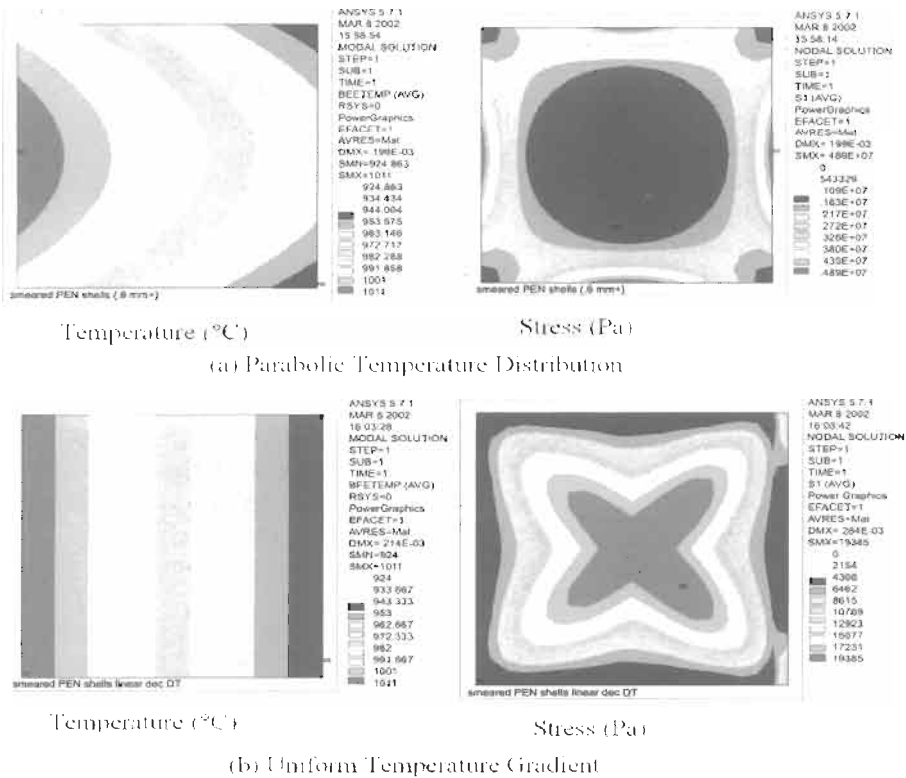 ANSYS 5.7.1
MAR 8 2002
15:58:54
MODAL SOLUTION
STEP=1
SUB=1
TIME=1
BFETEMP (AVG)
RSYS=0
PowerGraphics
EFACET=1
AVRES=Mat
DMX=.198E-03
SMN=924.863
SMX=1011
924.863
934.434
944.004
953.575
963.146
972.717
982.288
991.858
1001
1011
smeared PEN shells (.6 mm+)
Temperature (°C)
ANSYS 5.7.1
MAR 8 2002
15:58:14
NODAL SOLUTION
STEP=1
SUB=1
TIME=1
S1 (AVG)
PowerGraphics
EFACET=1
AVRES=Mat
DMX=.198E-03
SMX=.489E+07
0
543329
.109E+07
.163E+07
.217E+07
.272E+07
.326E+07
.380E+07
.435E+07
.489E+07
smeared PEN shells (.6 mm+)
Stress (Pa)
(a) Parabolic Temperature Distribution
ANSYS 5.7.1
MAR 8 2002
16:03:28
MODAL SOLUTION
STEP=1
SUB=1
TIME=1
BFETEMP (AVG)
RSYS=0
PowerGraphics
EFACET=1
AVRES=Mat
DMX=.214E-03
SMN=924
SMX=1011
924
933.667
943.333
953
962.667
972.333
982
991.667
1001
1011
smeared PEN shells linear dec DT
Temperature (°C)
ANSYS 5.7.1
MAR 8 2002
16:03:42
NODAL SOLUTION
STEP=1
SUB=1
TIME=1
S1 (AVG)
Power Graphics
EFACET=1
AVRES=Mat
DMX=.264E-03
SMX=19385
0
2154
4308
6462
8615
10769
12923
15077
17231
19385
smeared PEN shells linear dec DT
Stress (Pa)
(b) Uniform Temperature Gradient